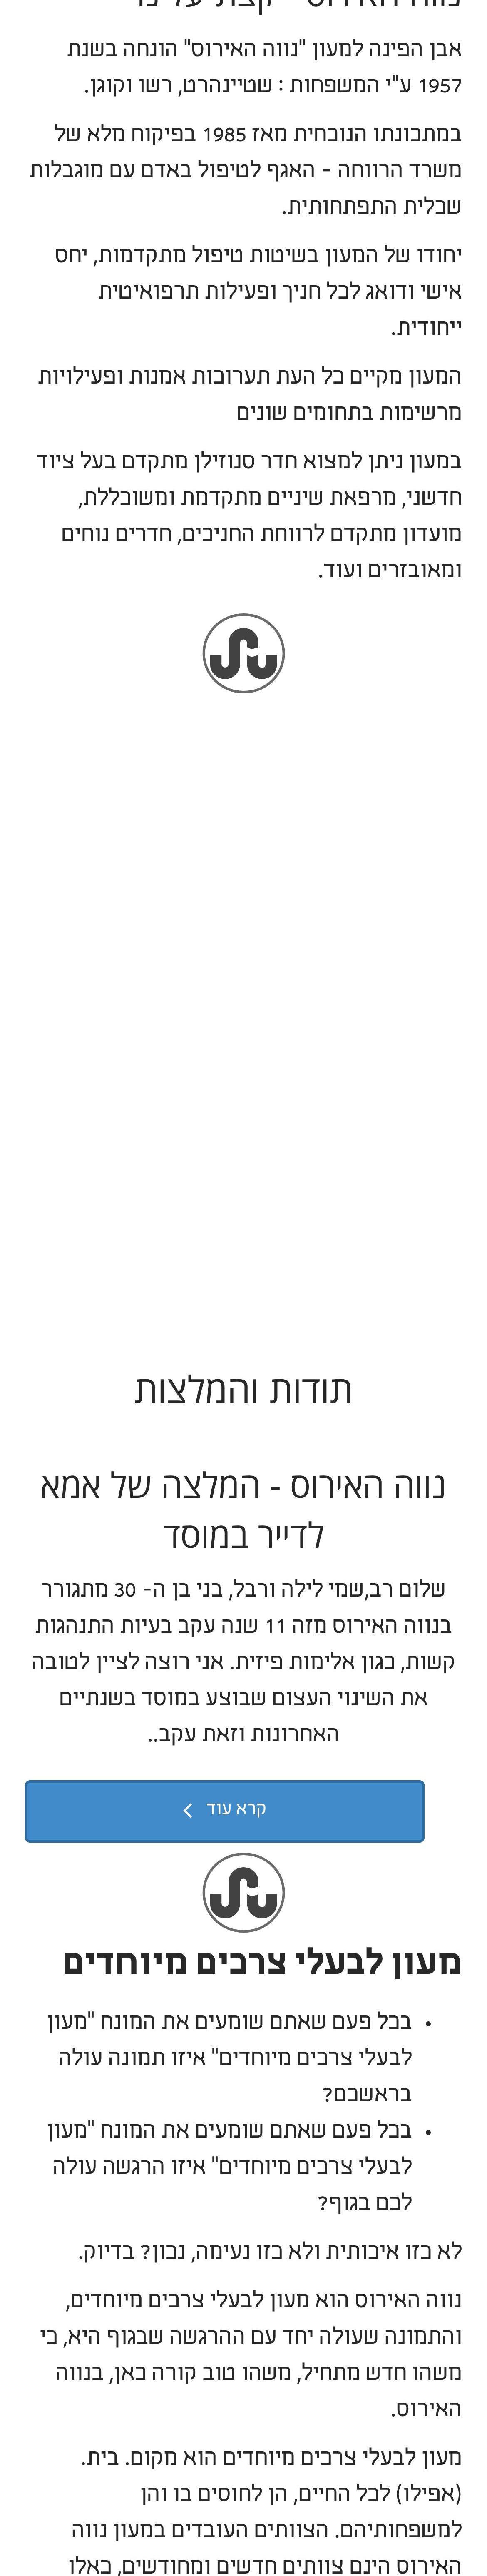 נווה האירוס - קצת עלינו
אבן הפינה למעון "נווה האירוס" הונחה בשנת
1957 ע"י המשפחות : שטיינהרט, רשו וקוגן.
במתכונתו הנוכחית מאז 1985 בפיקוח מלא של
משרד הרווחה - האגף לטיפול באדם עם מוגבלות
שכלית התפתחותית.
יחודו של המעון בשיטות טיפול מתקדמות, יחס
אישי ודואג לכל חניך ופעילות תרפואיטית
ייחודית.
המעון מקיים כל העת תערוכות אמנות ופעילויות
מרשימות בתחומים שונים
במעון ניתן למצוא חדר סנוזילן מתקדם בעל ציוד
חדשני, מרפאת שיניים מתקדמת ומשוכללת,
מועדון מתקדם לרווחת החניכים, חדרים נוחים
ומאובזרים ועוד.
תודות והמלצות
נווה האירוס - המלצה של אמא
לדייר במוסד
שלום רב,שמי לילה ורבל, בני בן ה- 30 מתגורר
בנווה האירוס מזה 11 שנה עקב בעיות התנהגות
קשות, כגון אלימות פיזית. אני רוצה לציין לטובה
את השינוי העצום שבוצע במוסד בשנתיים
האחרונות וזאת עקב..
קרא עוד
מעון לבעלי צרכים מיוחדים
• בכל פעם שאתם שומעים את המונח "מעון
לבעלי צרכים מיוחדים" איזו תמונה עולה
בראשכם?
• בכל פעם שאתם שומעים את המונח "מעון
לבעלי צרכים מיוחדים" איזו הרגשה עולה
לכם בגוף?
לא כזו איכותית ולא כזו נעימה, נכון? בדיוק.
נווה האירוס הוא מעון לבעלי צרכים מיוחדים,
והתמונה שעולה יחד עם ההרגשה שבגוף היא, כי
משהו חדש מתחיל, משהו טוב קורה כאן, בנווה
האירוס.
מעון לבעלי צרכים מיוחדים הוא מקום. בית.
(אפילו) לכל החיים, הן לחוסים בו והן
למשפחותיהם. הצוותים העובדים במעון נווה
האירוס הינם צוותים חדשים ומחודשים, כאלו